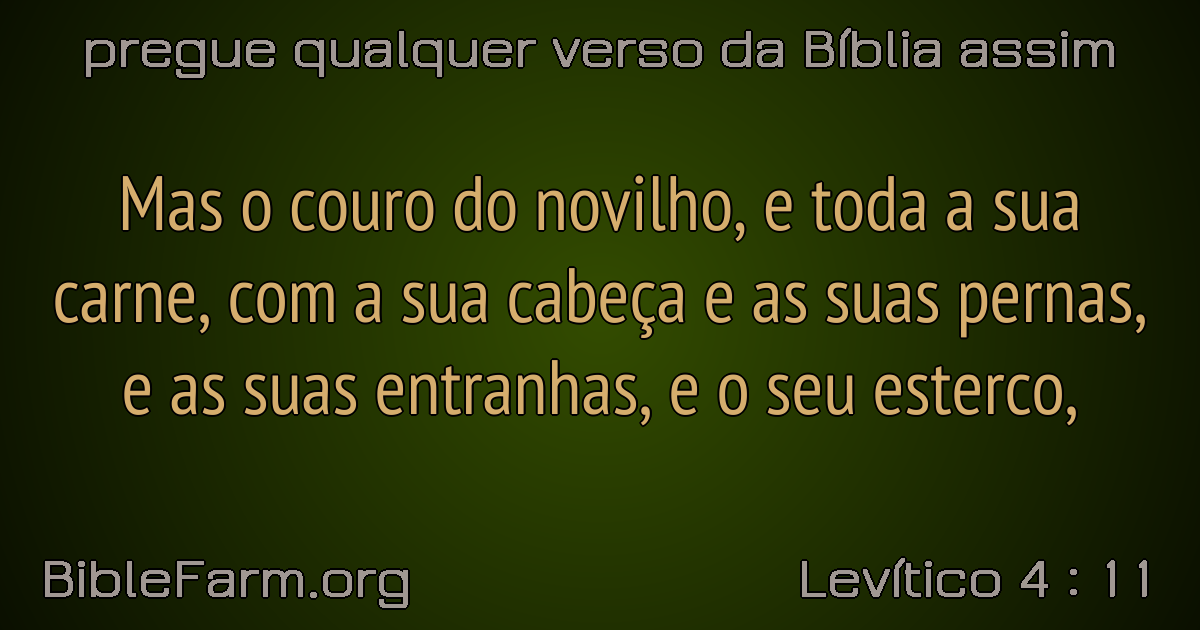 pregue qualquer verso da Bíblia assim
Mas o couro do novilho, e toda a sua
carne, com a sua cabeça e as suas pernas,
e as suas entranhas, e o seu esterco,
BibleFarm.org
Levítico 4 : 11